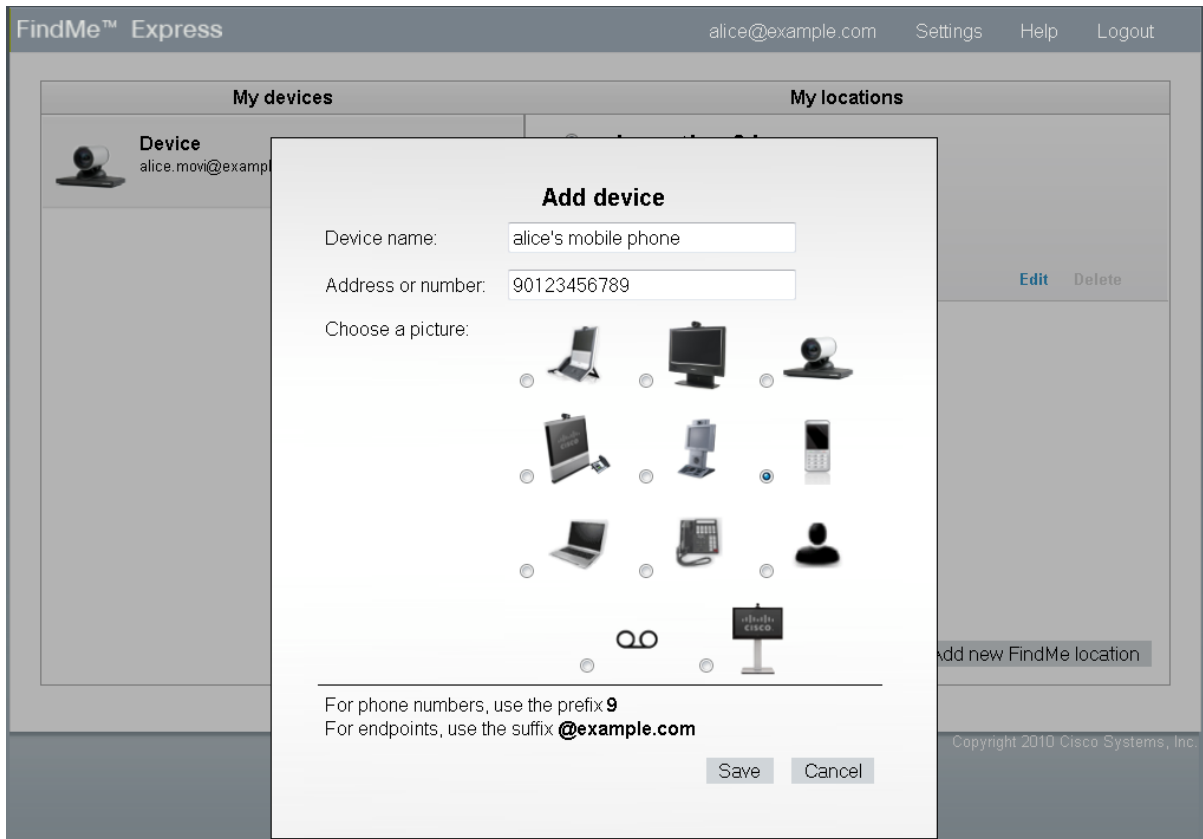 FindMe™ Express
alice@example.com Settings Help Logout
My devices
My locations
Device
alice.movi@exampl
Add device
Device name: alice's mobile phone
Address or number: 90123456789
Edit Delete
Choose a picture:
CISCO
CISCO
Add new FindMe location
For phone numbers, use the prefix 9
For endpoints, use the suffix @example.com
Save Cancel
Copyright 2010 Cisco Systems, Inc.